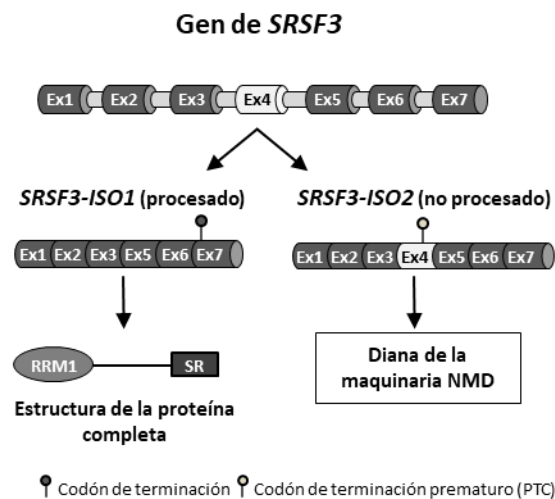 Gen de SRSF3
Ex1 Ex2 Ex3 Ex4 Ex5 Ex6 Ex7
SRSF3-ISO1 (procesado)
Ex1 Ex2 Ex3 Ex5 Ex6 Ex7
RRM1 SR
Estructura de la proteína
completa
SRSF3-ISO2 (no procesado)
Ex1 Ex2 Ex3 Ex4 Ex5 Ex6 Ex7
Diana de la
maquinaria NMD
Codón de terminación Codón de terminación prematuro (PTC)